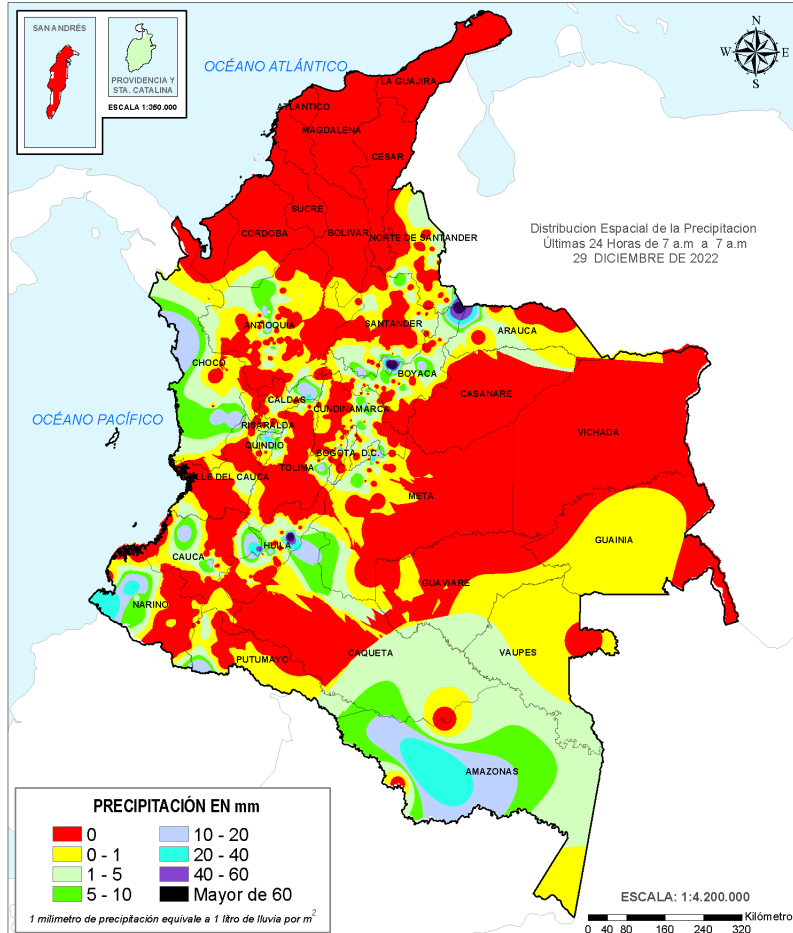 SAN ANDRÉS
PROVIDENCIA Y
STA. CATALINA
ESCALA 1:350.000
OCÉANO ATLÁNTICO
N
W
E
S
LA GUAJIRA
ATLANTICO
MAGDALENA
CESAR
SUCRE
CORDOBA
BOLIVAR
NORTE DE SANTANDER
Distribucion Espacial de la Precipitacion
Últimas 24 Horas de 7 a.m a 7 a.m
29 DICIEMBRE DE 2022
ANTIOQUIA
SANTANDER
ARAUCA
CHOCO
BOYACA
CASANARE
CALDAS
CUNDINAMARCA
OCÉANO PACÍFICO
RISARALDA
VICHADA
QUINDIO
BOGOTA D.C.
TOLIMA
LLE DEL CAUCA
META
GUAINIA
HUILA
CAUCA
GUAVIARE
NARIÑO
CAQUETA
VAUPES
PUTUMAYO
AMAZONAS
PRECIPITACIÓN EN mm
0
0 - 1
1 - 5
5 - 10
10 - 20
20 - 40
40 - 60
Mayor de 60
1 milimetro de precipitación equivale a 1 litro de lluvia por m2
ESCALA: 1:4.200.000
0 40 80 160 240 320 Kilómetro